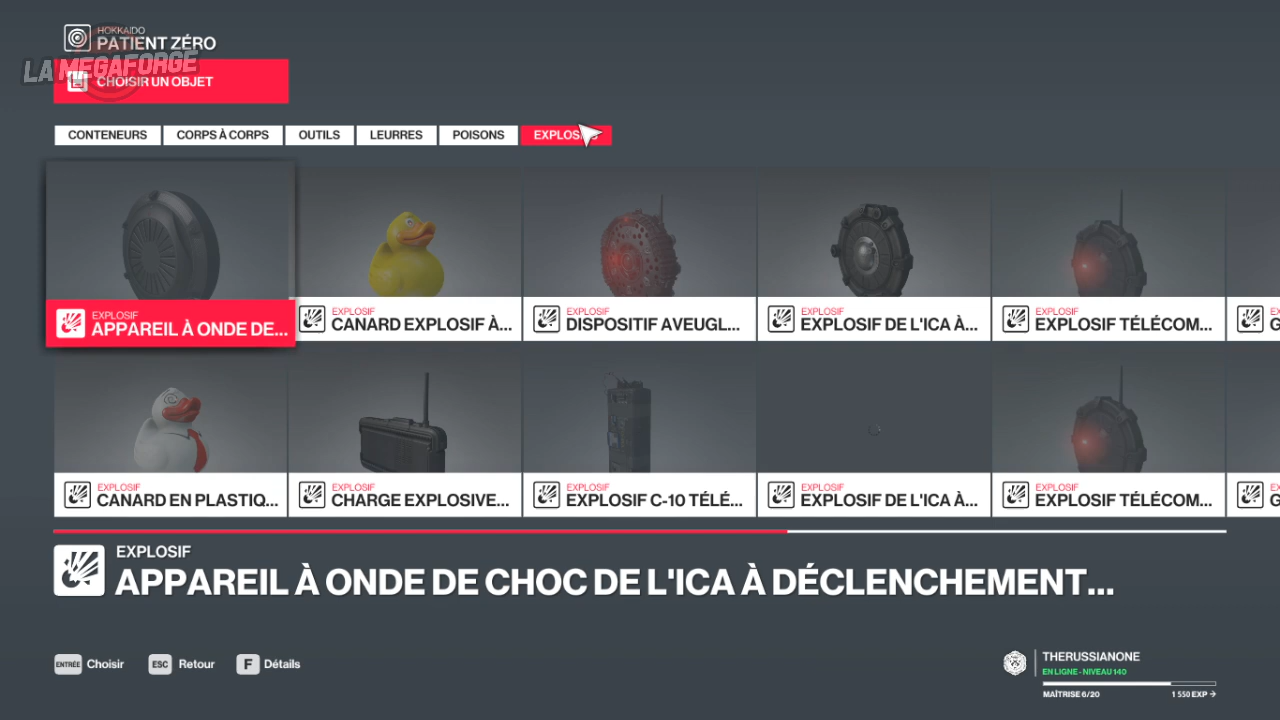 HOKKAIDO
PATIENT ZÉRO
LA MEGAFORGE
CHOISIR UN OBJET
CONTENEURS CORPS À CORPS OUTILS LEURRES POISONS
EXPLOSIF EXPLOSIF EXPLOSIF EXPLOSIF EXPLOSIF
APPAREIL À ONDE DE... CANARD EXPLOSIF À... DISPOSITIF AVEUGL... EXPLOSIF DE L'ICA À... EXPLOSIF TÉLÉCOM...
EXPLOSIF EXPLOSIF EXPLOSIF EXPLOSIF EXPLOSIF
CANARD EN PLASTIQ... CHARGE EXPLOSIVE... EXPLOSIF C-10 TÉLÉ... EXPLOSIF DE L'ICA À... EXPLOSIF TÉLÉCOM...
EXPLOSIF
APPAREIL À ONDE DE CHOC DE L'ICA À DÉCLENCHEMENT...
ENTRÉE Choisir ESC Retour F Détails
THERUSSIANONE
EN LIGNE - NIVEAU 140
MAÎTRISE 6/20 1 550 EXP →